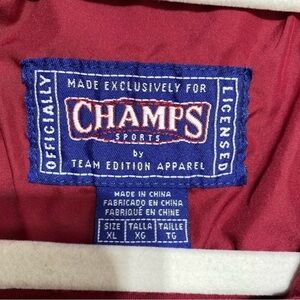 MADE EXCLUSIVELY FOR
OFFICIALLY
CHAMPS
SPORTS
by
TEAM EDITION APPAREL
LICENSED
MADE IN CHINA
FABRICADO EN CHINA
FABRIQUÉ EN CHINE
SIZE TALLA TAILLE
XL XG TG